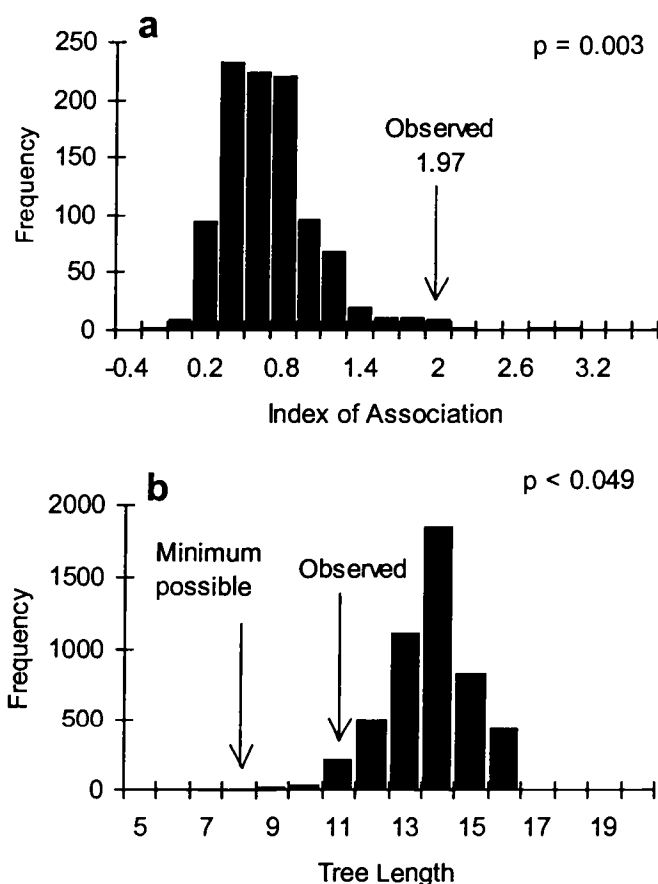 a
p = 0.003
250
200
150
100
50
0
Frequency
Observed
1.97
-0.4 0.2 0.8 1.4 2 2.6 3.2
Index of Association
b
p < 0.049
2000
1500
1000
500
0
Frequency
Minimum
possible
Observed
5 7 9 11 13 15 17 19
Tree Length